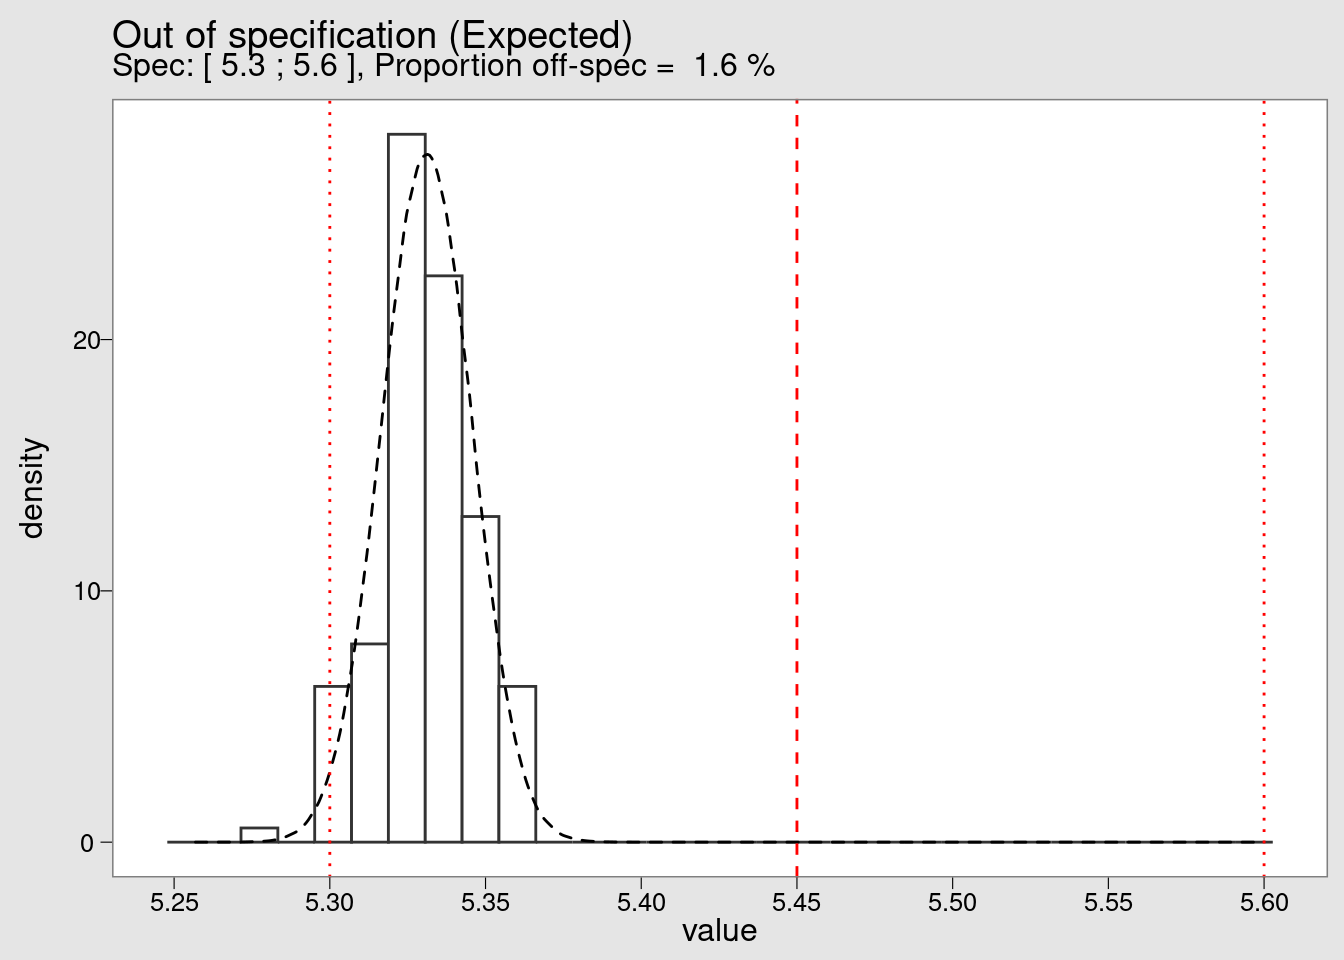 Out of specification (Expected)
Spec: [ 5.3 ; 5.6 ], Proportion off-spec =  1.6 %
density
20
10
0
5.25 5.30 5.35 5.40 5.45 5.50 5.55 5.60
value